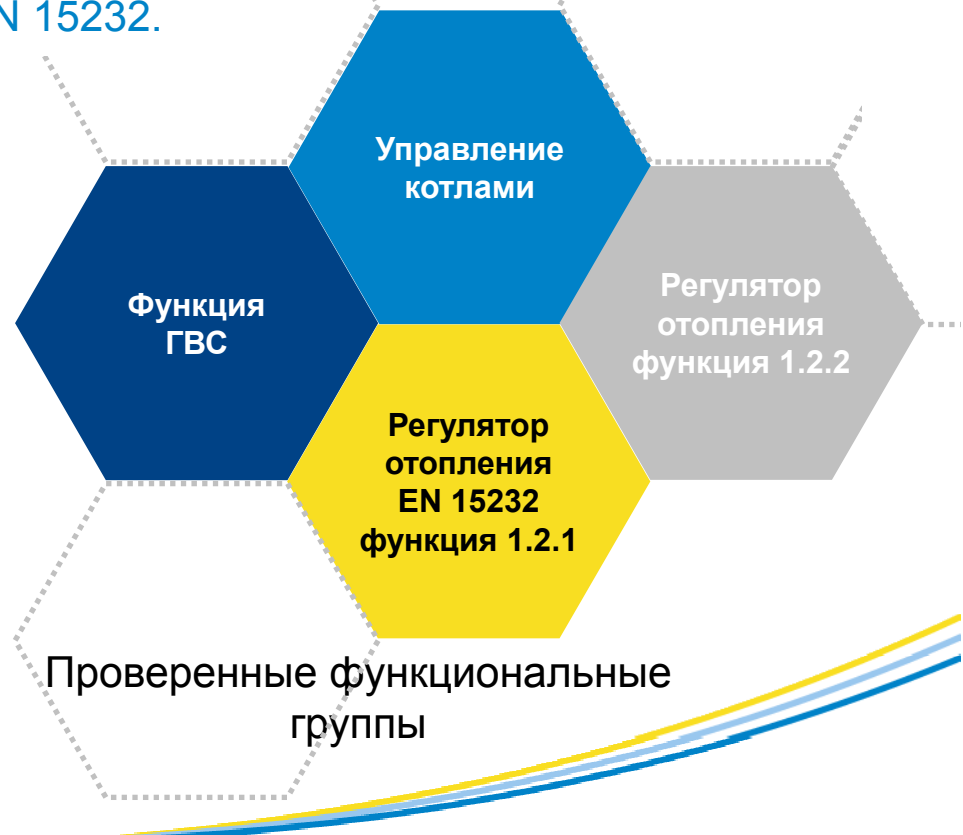 N 15232.
Управление
котлами
Функция
ГВС
Регулятор
отопления
функция 1.2.2
Регулятор
отопления
EN 15232
функция 1.2.1
Проверенные функциональные
группы